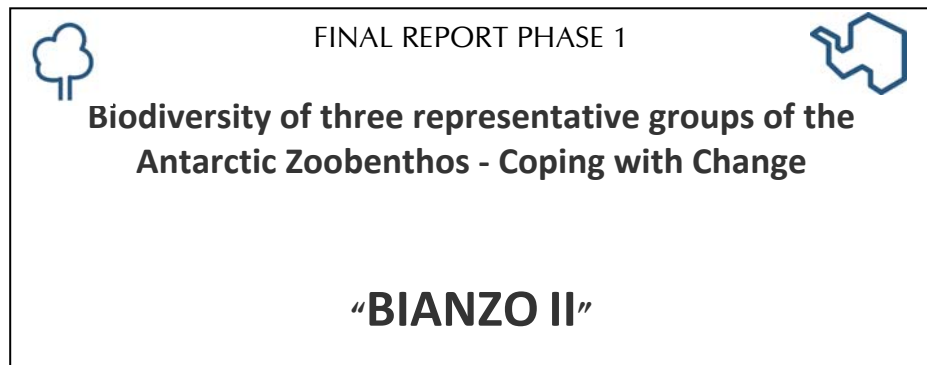 FINAL REPORT PHASE 1
Biodiversity of three representative groups of the
Antarctic Zoobenthos - Coping with Change
“BIANZO II”